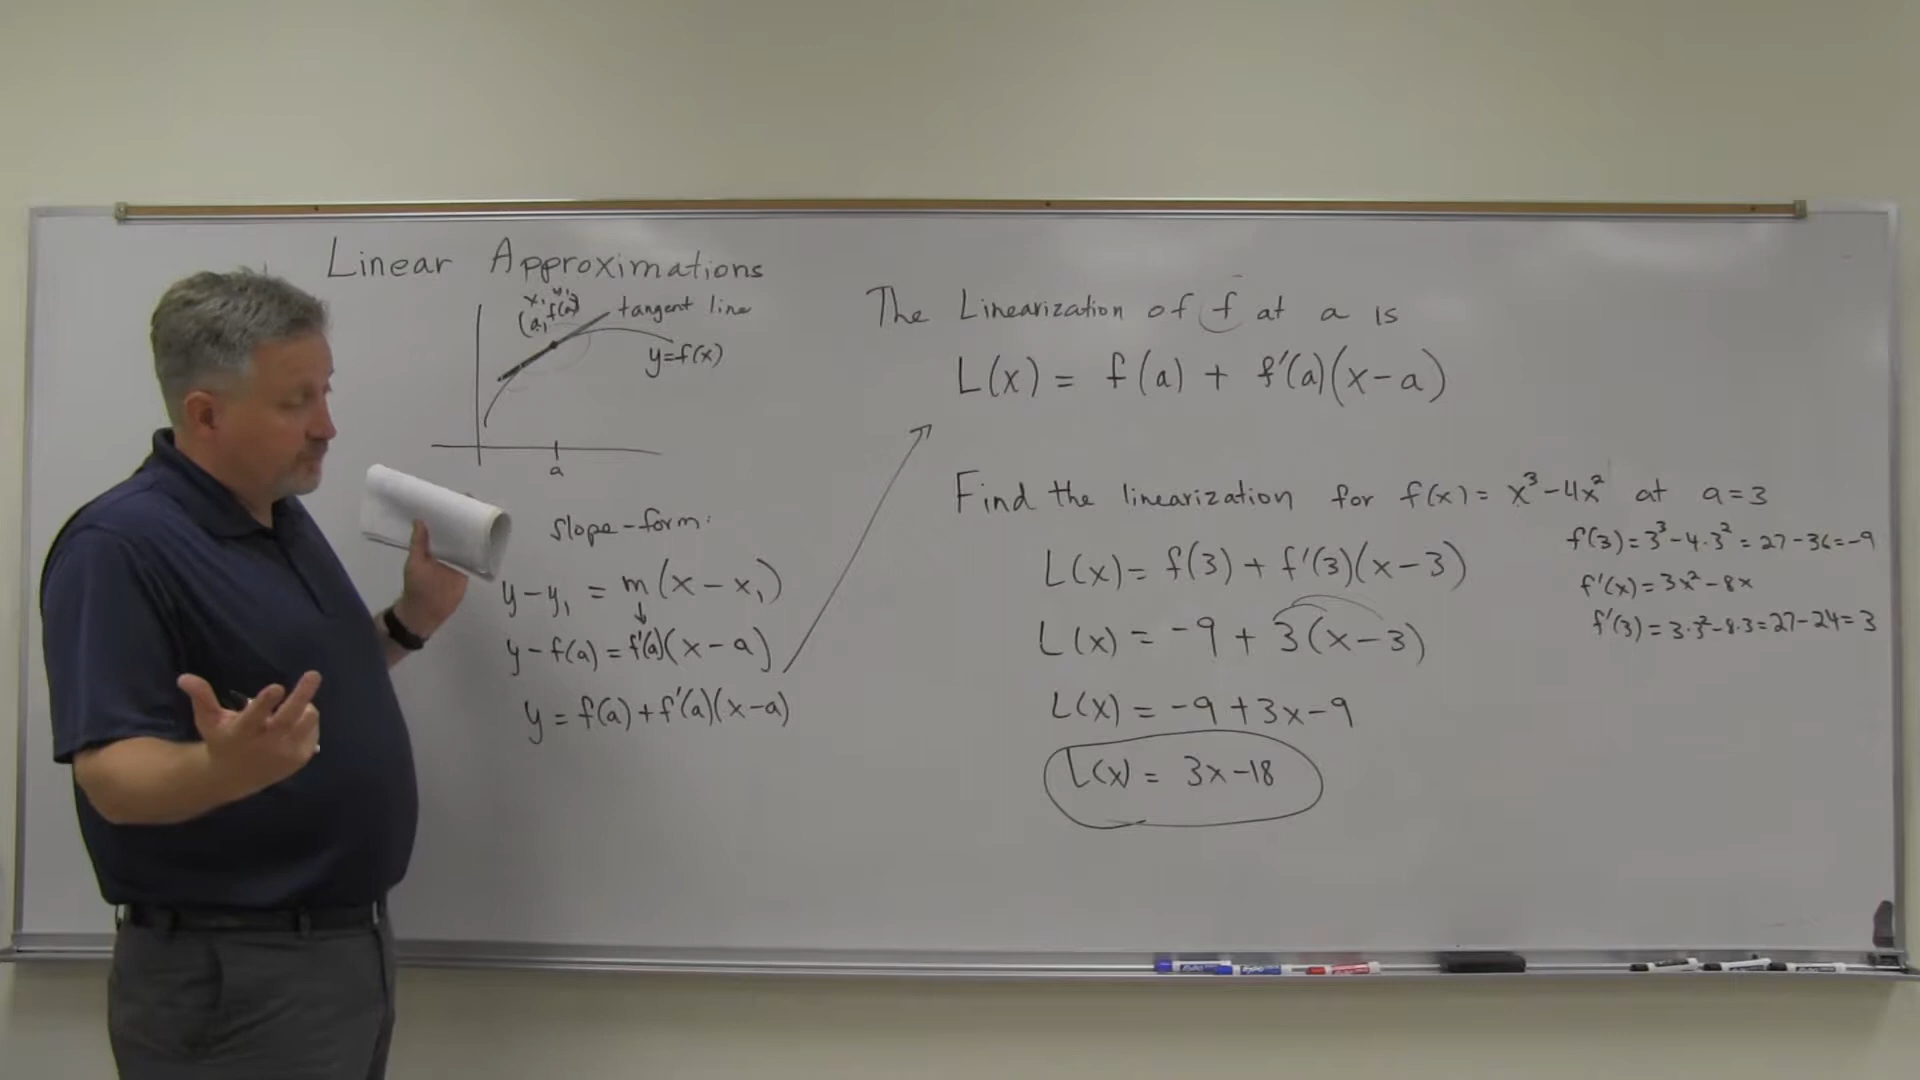 Linear Approximations
x₁ y₁
(a, f(a))
tangent line
y=f(x)
a
slope-form:
y-y₁ = m(x-x₁)
y-f(a) = f'(a)(x-a)
y = f(a)+f'(a)(x-a)
The Linearization of f at a is
L(x) = f(a) + f'(a)(x-a)
Find the linearization for f(x) = x³-4x² at a=3
L(x) = f(3) + f'(3)(x-3)
L(x) = -9 + 3(x-3)
L(x) = -9+3x-9
L(x) = 3x-18
f(3)=3³-4·3²=27-36=-9
f'(x)=3x²-8x
f'(3)=3·3²-8·3=27-24=3